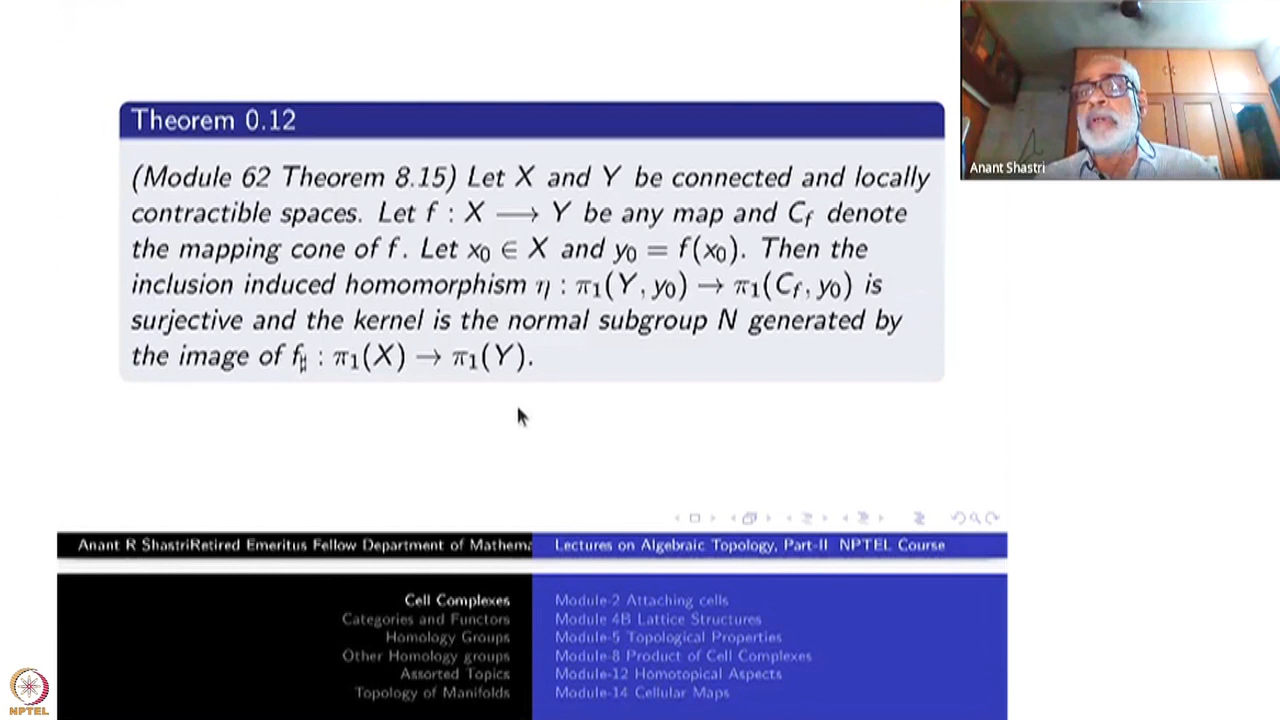 Theorem 0.12
(Module 62 Theorem 8.15) Let X and Y be connected and locally
contractible spaces. Let f : X ⟶ Y be any map and C_f denote
the mapping cone of f. Let x₀ ∈ X and y₀ = f(x₀). Then the
inclusion induced homomorphism η : π₁(Y, y₀) → π₁(C_f, y₀) is
surjective and the kernel is the normal subgroup N generated by
the image of f_♮ : π₁(X) → π₁(Y).
Anant Shastri
Anant R ShastriRetired Emeritus Fellow Department of Mathema
Lectures on Algebraic Topology, Part-II NPTEL Course
Cell Complexes
Categories and Functors
Homology Groups
Other Homology groups
Assorted Topics
Topology of Manifolds
Module-2 Attaching cells
Module 4B Lattice Structures
Module-5 Topological Properties
Module-8 Product of Cell Complexes
Module-12 Homotopical Aspects
Module-14 Cellular Maps
NPTEL